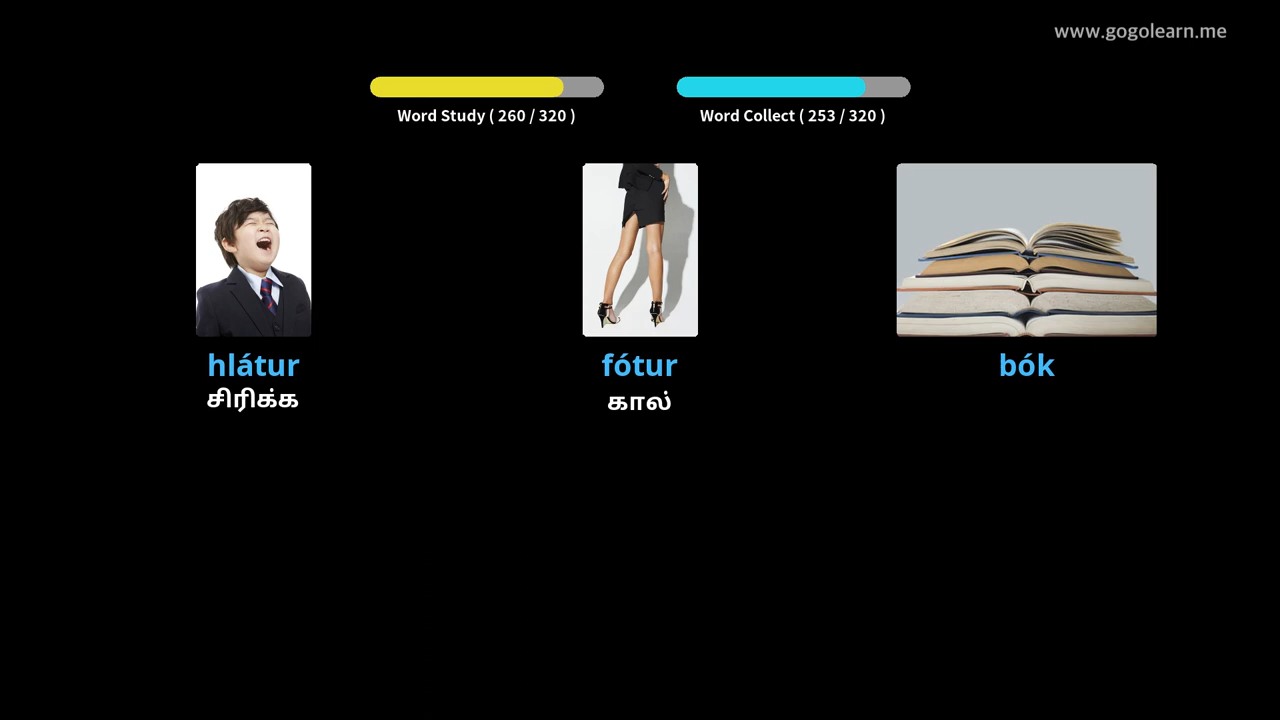 www.gogolearn.me
Word Study ( 260 / 320 )
Word Collect ( 253 / 320 )
hlátur
சிரிக்க
fótur
கால்
bók